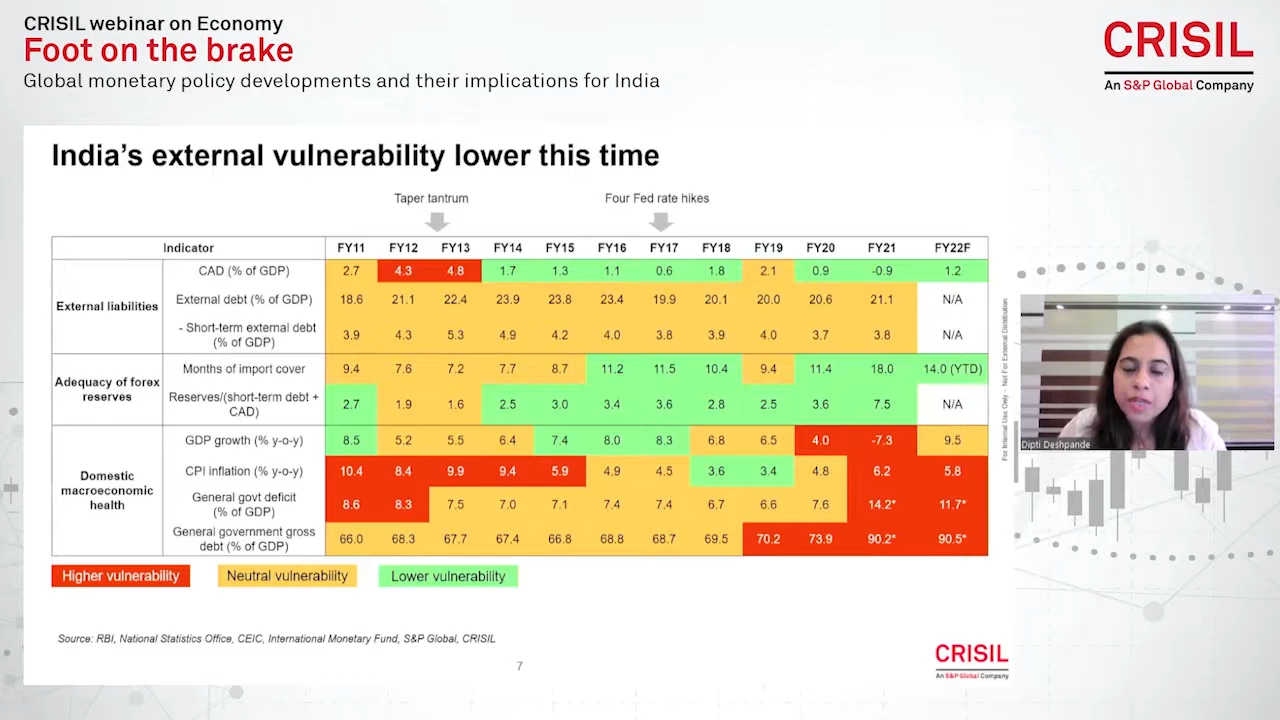 CRISIL webinar on Economy
Foot on the brake
Global monetary policy developments and their implications for India
CRISIL
An S&P Global Company
India's external vulnerability lower this time
Taper tantrum
Four Fed rate hikes
Indicator FY11 FY12 FY13 FY14 FY15 FY16 FY17 FY18 FY19 FY20 FY21 FY22F
External liabilities
CAD (% of GDP) 2.7 4.3 4.8 1.7 1.3 1.1 0.6 1.8 2.1 0.9 -0.9 1.2
External debt (% of GDP) 18.6 21.1 22.4 23.9 23.8 23.4 19.9 20.1 20.0 20.6 21.1 N/A
- Short-term external debt
(% of GDP) 3.9 4.3 5.3 4.9 4.2 4.0 3.8 3.9 4.0 3.7 3.8 N/A
Adequacy of forex
reserves
Months of import cover 9.4 7.6 7.2 7.7 8.7 11.2 11.5 10.4 9.4 11.4 18.0 14.0 (YTD)
Reserves/(short-term debt +
CAD) 2.7 1.9 1.6 2.5 3.0 3.4 3.6 2.8 2.5 3.6 7.5 N/A
Domestic
macroeconomic
health
GDP growth (% y-o-y) 8.5 5.2 5.5 6.4 7.4 8.0 8.3 6.8 6.5 4.0 -7.3 9.5
CPI inflation (% y-o-y) 10.4 8.4 9.9 9.4 5.9 4.9 4.5 3.6 3.4 4.8 6.2 5.8
General govt deficit
(% of GDP) 8.6 8.3 7.5 7.0 7.1 7.4 7.4 6.7 6.6 7.6 14.2* 11.7*
General government gross
debt (% of GDP) 66.0 68.3 67.7 67.4 66.8 68.8 68.7 69.5 70.2 73.9 90.2* 90.5*
Higher vulnerability
Neutral vulnerability
Lower vulnerability
Source: RBI, National Statistics Office, CEIC, International Monetary Fund, S&P Global, CRISIL
7
CRISIL
An S&P Global Company
For Internal Use Only - Not For External Distribution
Dipti Deshpande